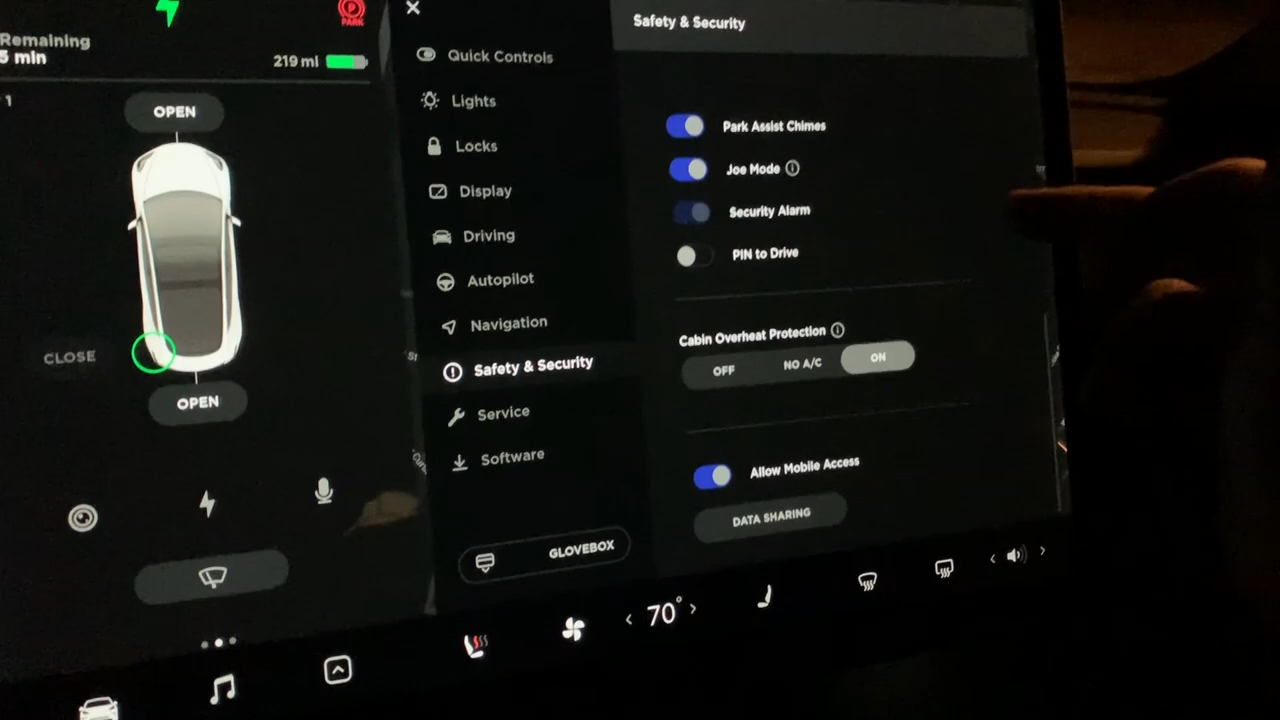 PARK
Remaining
5 min
219 mi
1
OPEN
CLOSE
OPEN
Quick Controls
Lights
Locks
Display
Driving
Autopilot
Navigation
Safety & Security
Service
Software
GLOVEBOX
Safety & Security
Park Assist Chimes
Joe Mode
Security Alarm
PIN to Drive
Cabin Overheat Protection
OFF NO A/C ON
Allow Mobile Access
DATA SHARING
< 70° >
< >